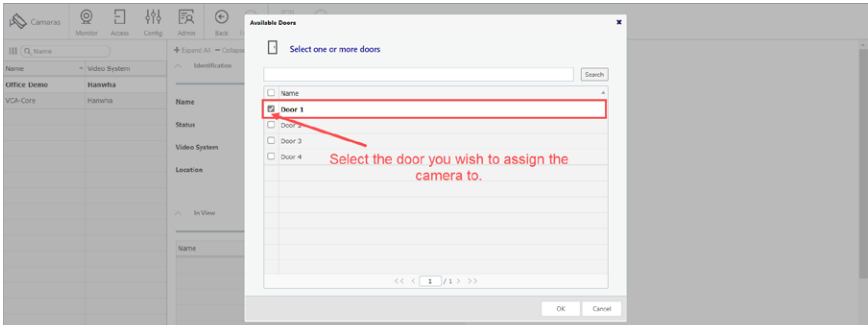 Camaras
Monitor
Access
Config
Admin
Back
Name
+ Expand All − Collapse
Name
Video System
Office Demo
Hanwha
VCA-Core
Hanwha
Identification
Name
Status
Video System
Location
In View
Name
Available Doors
Select one or more doors
Search
Name
Door 1
Door 2
Door 3
Door 4
Select the door you wish to assign the
camera to.
<< < 1 / 1 > >>
OK
Cancel